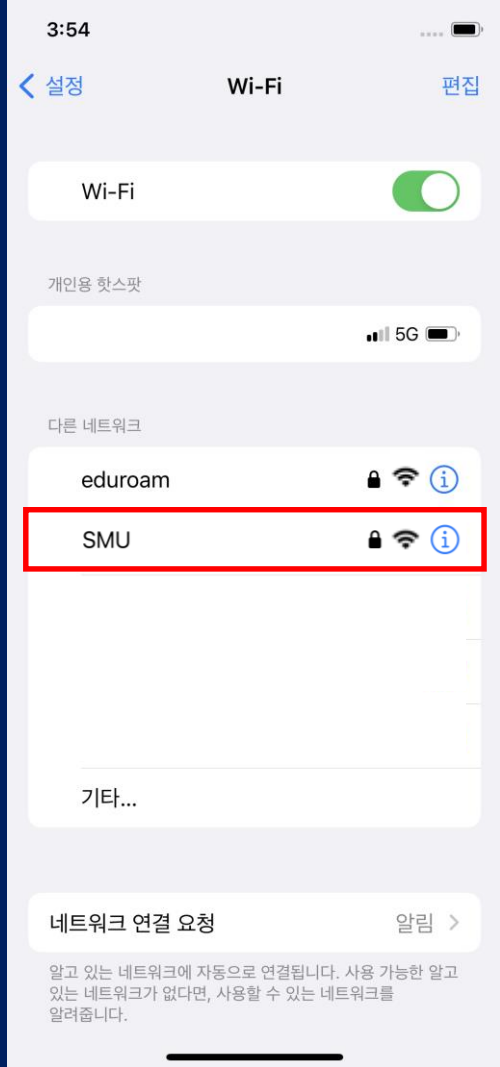 3:54
설정
Wi-Fi
편집
Wi-Fi
개인용 핫스팟
5G
다른 네트워크
eduroam
SMU
기타...
네트워크 연결 요청
알림
알고 있는 네트워크에 자동으로 연결됩니다. 사용 가능한 알고
있는 네트워크가 없다면, 사용할 수 있는 네트워크를
알려줍니다.